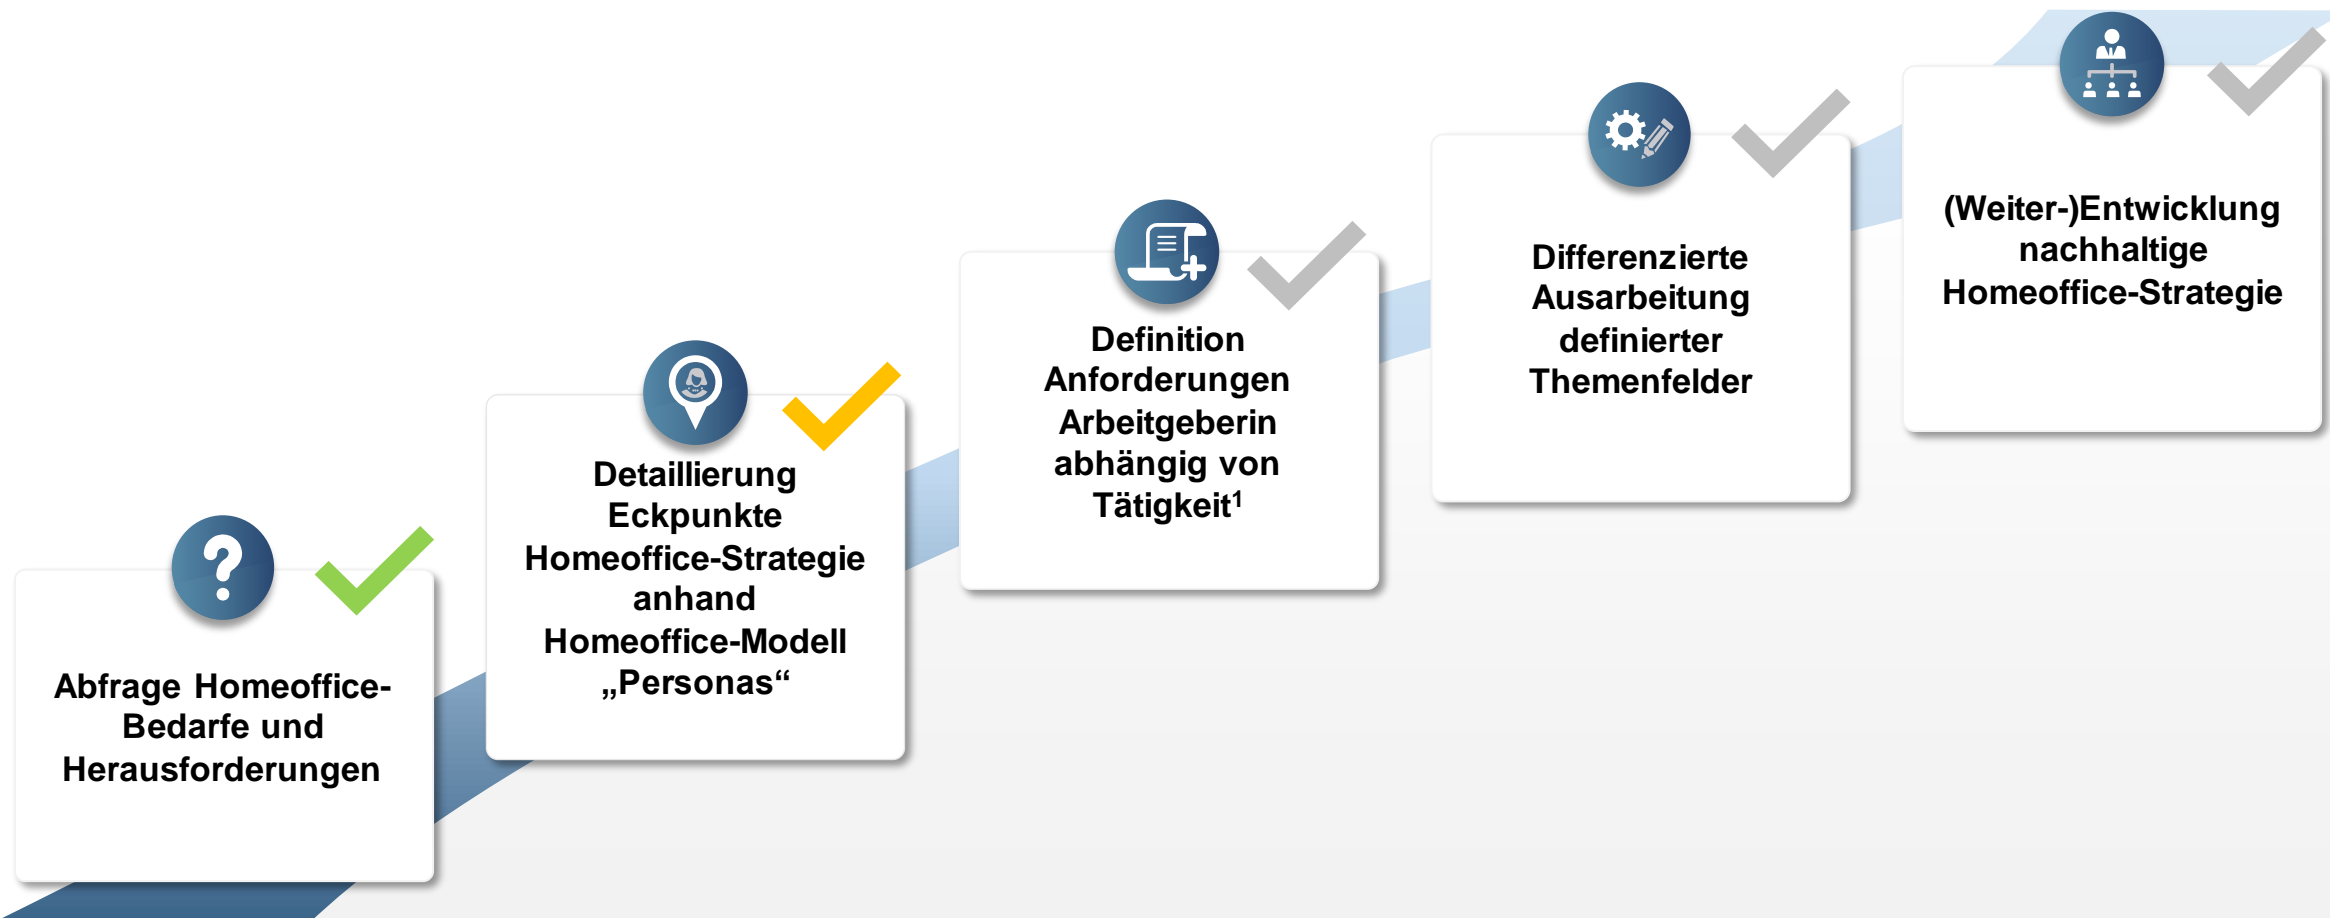 Abfrage Homeoffice-
Bedarfe und
Herausforderungen
Detaillierung
Eckpunkte
Homeoffice-Strategie
anhand
Homeoffice-Modell
„Personas“
Definition
Anforderungen
Arbeitgeberin
abhängig von
Tätigkeit¹
Differenzierte
Ausarbeitung
definierter
Themenfelder
(Weiter-)Entwicklung
nachhaltige
Homeoffice-Strategie